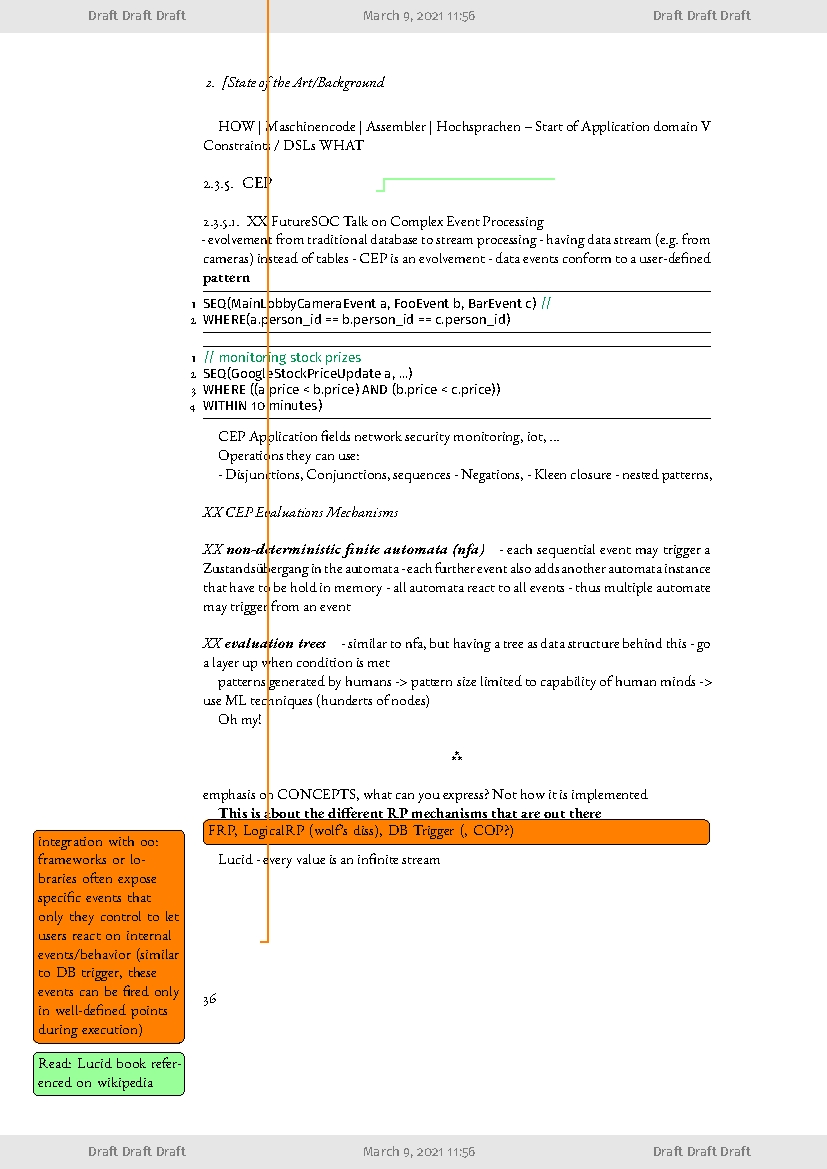 Draft Draft Draft March 9, 2021 11:56 Draft Draft Draft
2. [State of the Art/Background
HOW | Maschinencode | Assembler | Hochsprachen – Start of Application domain V
Constraints / DSLs WHAT
2.3.5. CEP
2.3.5.1. XX FutureSOC Talk on Complex Event Processing
- evolvement from traditional database to stream processing - having data stream (e.g. from
cameras) instead of tables - CEP is an evolvement - data events conform to a user-defined
pattern
1 SEQ(MainLobbyCameraEvent a, FooEvent b, BarEvent c) //
2 WHERE(a.person_id == b.person_id == c.person_id)
1 // monitoring stock prizes
2 SEQ(GoogleStockPriceUpdate a, ...)
3 WHERE ((a.price < b.price) AND (b.price < c.price))
4 WITHIN 10 minutes)
CEP Application fields network security monitoring, iot, ...
Operations they can use:
- Disjunctions, Conjunctions, sequences - Negations, - Kleen closure - nested patterns,
XX CEP Evaluations Mechanisms
XX non-deterministic finite automata (nfa) - each sequential event may trigger a
Zustandsübergang in the automata - each further event also adds another automata instance
that have to be hold in memory - all automata react to all events - thus multiple automate
may trigger from an event
XX evaluation trees - similar to nfa, but having a tree as data structure behind this - go
a layer up when condition is met
patterns generated by humans -> pattern size limited to capability of human minds ->
use ML techniques (hunderts of nodes)
Oh my!
⁂
emphasis on CONCEPTS, what can you express? Not how it is implemented
This is about the different RP mechanisms that are out there
FRP, LogicalRP (wolf's diss), DB Trigger (, COP?)
Lucid - every value is an infinite stream
integration with oo:
frameworks or lo-
braries often expose
specific events that
only they control to let
users react on internal
events/behavior (similar
to DB trigger, these
events can be fired only
in well-defined points
during execution)
36
Read: Lucid book refer-
enced on wikipedia
Draft Draft Draft March 9, 2021 11:56 Draft Draft Draft